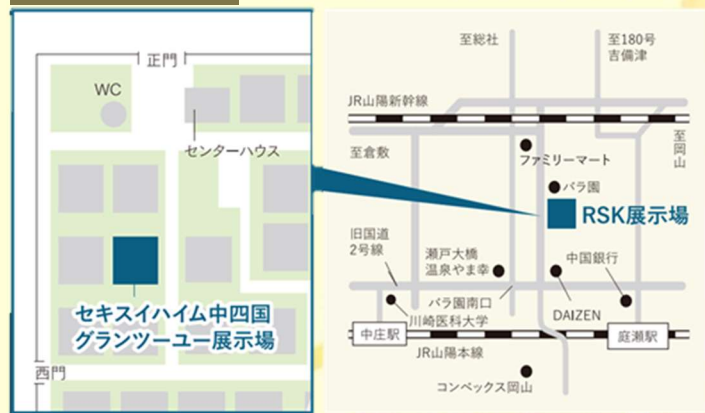 正門
WC
センターハウス
セキスイハイム中四国
グランツーユー展示場
西門
至総社
至180号
吉備津
JR山陽新幹線
至倉敷
至岡山
ファミリーマート
バラ園
RSK展示場
旧国道
2号線
瀬戸大橋
温泉やま幸
中国銀行
バラ園南口
DAIZEN
川崎医科大学
中庄駅
庭瀬駅
JR山陽本線
コンベックス岡山